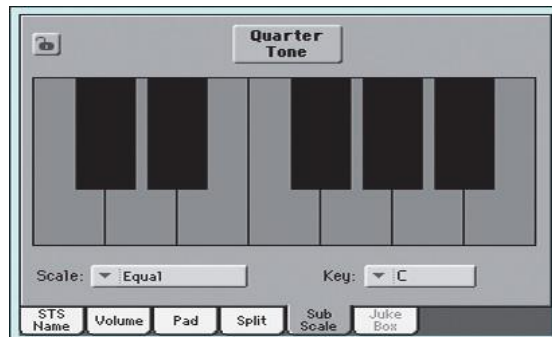 Quarter
Tone
Scale: Equal
Key: C
STS
Name
Volume
Pad
Split
Sub
Scale
Juke
Box